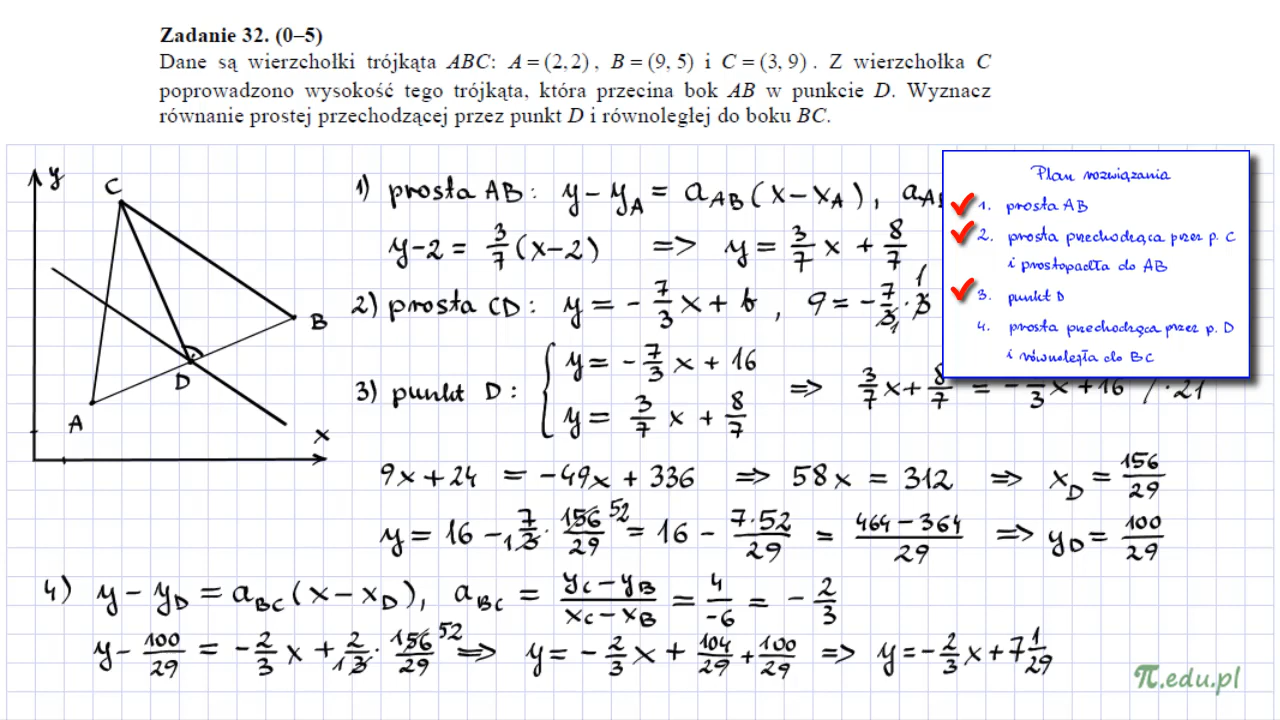 Zadanie 32. (0–5)
Dane są wierzchołki trójkąta ABC: A = (2, 2), B = (9, 5) i C = (3, 9). Z wierzchołka C
poprowadzono wysokość tego trójkąta, która przecina bok AB w punkcie D. Wyznacz
równanie prostej przechodzącej przez punkt D i równoległej do boku BC.
y
C
B
D
A
x
1) prosta AB: y - y_A = a_AB (x - x_A), a_A
y - 2 = 3/7 (x - 2) => y = 3/7 x + 8/7
2) prosta CD: y = - 7/3 x + b, 9 = - 7/3 1 · 3 1
3) punkt D: { y = - 7/3 x + 16
y = 3/7 x + 8/7
=> 3/7 x + 8/7 = - /3 x + 16 / · 21
9x + 24 = -49x + 336 => 58x = 312 => x_D = 156/29
y = 16 - 7/3 1 · 156/29 52 = 16 - 7·52/29 = 464 - 364/29 => y_D = 100/29
4) y - y_D = a_BC (x - x_D), a_BC = y_C - y_B/x_C - x_B = 4/-6 = - 2/3
y - 100/29 = - 2/3 x + 2/3 1 · 156/29 52 => y = - 2/3 x + 104/29 + 100/29 => y = - 2/3 x + 7 1/29
Plan rozwiązania
1. prosta AB
2. prosta przechodząca przez p. C
i prostopadła do AB
3. punkt D
4. prosta przechodząca przez p. D
i równoległa do BC
π.edu.pl